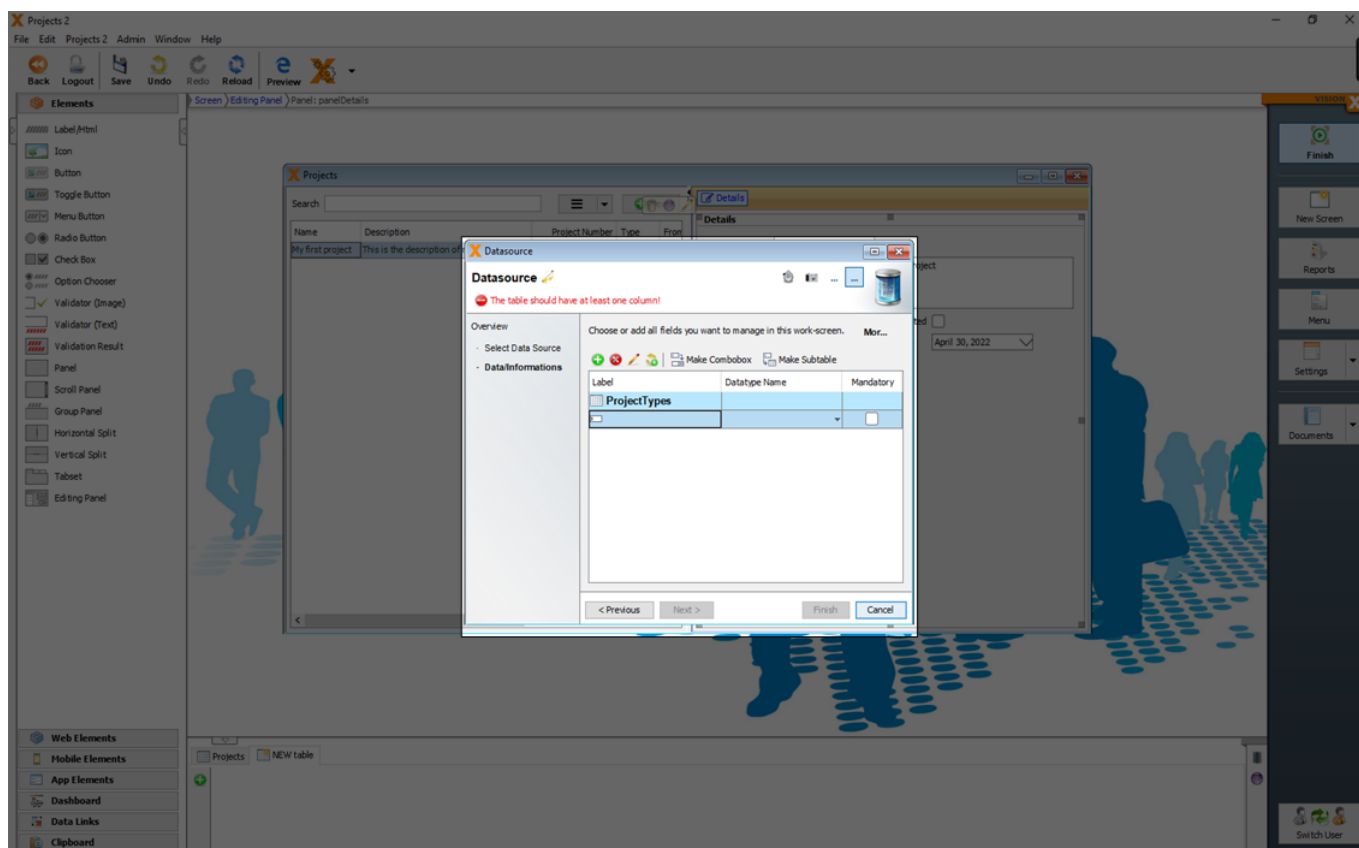 Projects 2
File Edit Projects 2 Admin Window Help
Back Logout Save Undo Redo Reload Preview
Elements
Screen Editing Panel Panel: panelDetails
VISION X
Label/Html
Icon
Button
Toggle Button
Menu Button
Radio Button
Check Box
Option Chooser
Validator (Image)
Validator (Text)
Validation Result
Panel
Scroll Panel
Group Panel
Horizontal Split
Vertical Split
Tabset
Editing Panel
Web Elements
Mobile Elements
App Elements
Dashboard
Data Links
Clipboard
Projects
Search
Name Description Project Number Type From
My first project This is the description of
Details
Details
oject
ted
April 30, 2022
Datasource
Datasource
The table should have at least one column!
Overview
- Select Data Source
- Data/Informations
Choose or add all fields you want to manage in this work-screen. Mor...
Make Combobox Make Subtable
Label Datatype Name Mandatory
ProjectTypes
< Previous Next > Finish Cancel
Projects NEW table
Finish
New Screen
Reports
Menu
Settings
Documents
Switch User